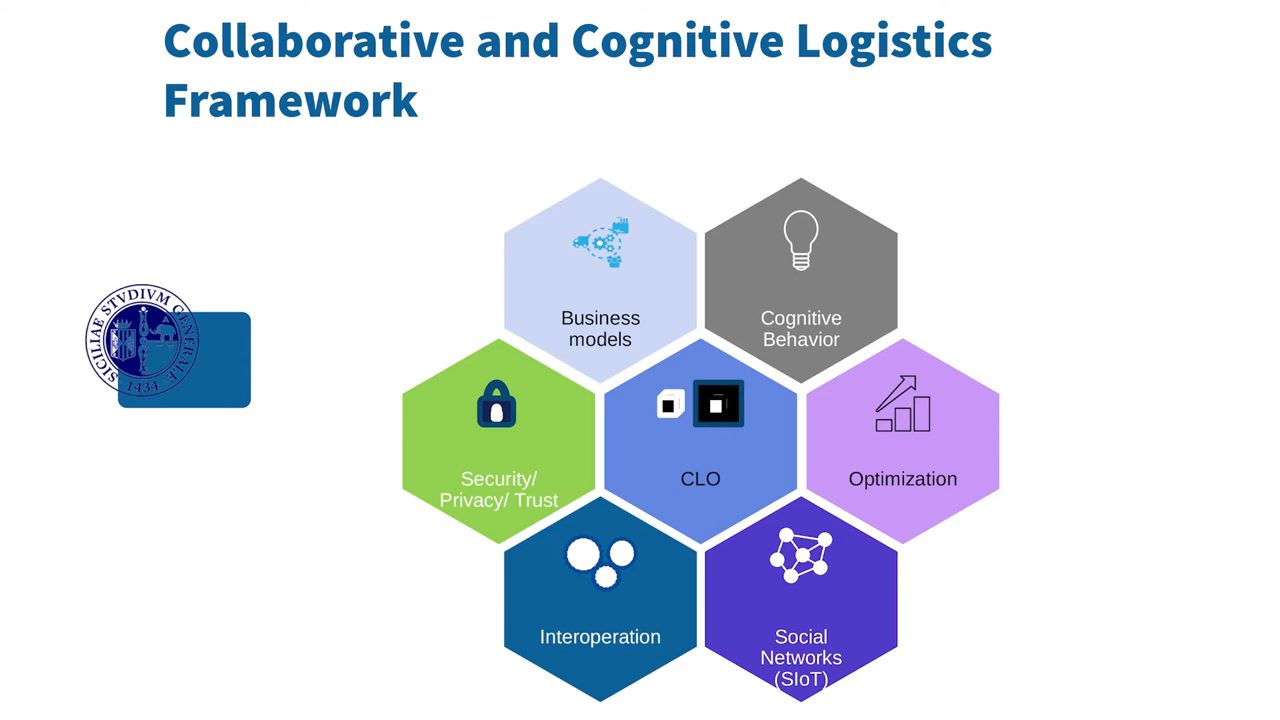 Collaborative and Cognitive Logistics
Framework
Business
models
Cognitive
Behavior
SICILIAE STVDIVM GENERALE
1434
Security/
Privacy/ Trust
CLO
Optimization
Interoperation
Social
Networks
(SIoT)